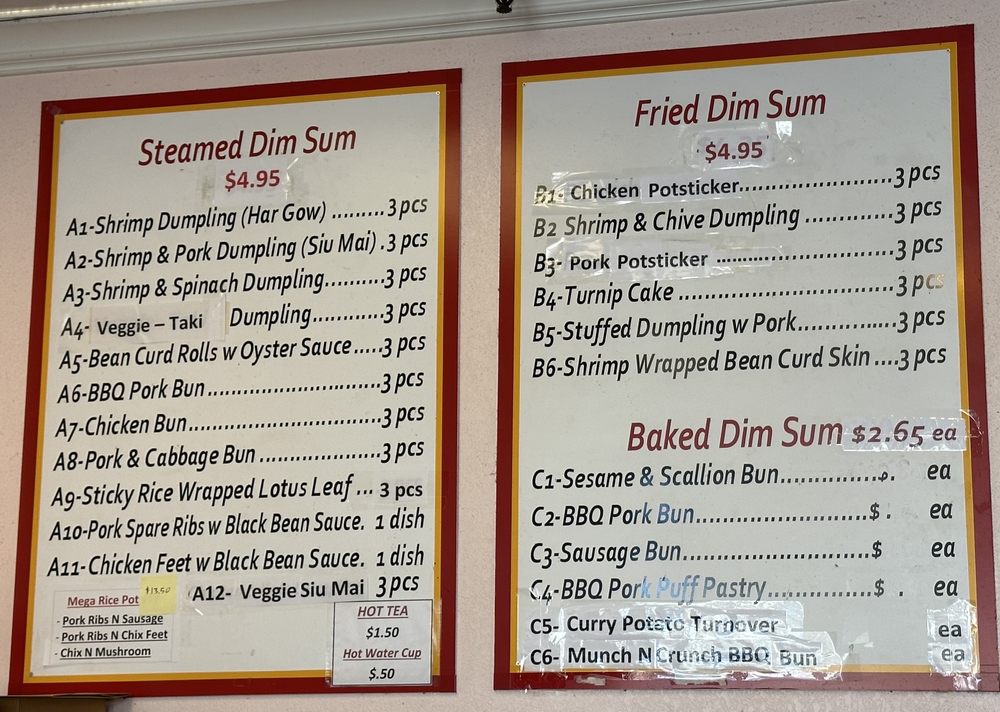 Steamed Dim Sum
$4.95
A1-Shrimp Dumpling (Har Gow) .........3 pcs
A2-Shrimp & Pork Dumpling (Siu Mai) .3 pcs
A3-Shrimp & Spinach Dumpling.........3 pcs
A4- Veggie – Taki Dumpling............3 pcs
A5-Bean Curd Rolls w Oyster Sauce.....3 pcs
A6-BBQ Pork Bun ..........................3 pcs
A7-Chicken Bun.............................3 pcs
A8-Pork & Cabbage Bun ..................3 pcs
A9-Sticky Rice Wrapped Lotus Leaf ... 3 pcs
A10-Pork Spare Ribs w Black Bean Sauce. 1 dish
A11-Chicken Feet w Black Bean Sauce. 1 dish
A12- Veggie Siu Mai 3pcs
Mega Rice Pot $13.50
- Pork Ribs N Sausage
- Pork Ribs N Chix Feet
- Chix N Mushroom
HOT TEA
$1.50
Hot Water Cup
$.50
Fried Dim Sum
$4.95
B1- Chicken Potsticker.......................3 pcs
B2 Shrimp & Chive Dumpling .............3 pcs
B3- Pork Potsticker ..........................3 pcs
B4-Turnip Cake ................................3 pcs
B5-Stuffed Dumpling w Pork...............3 pcs
B6-Shrimp Wrapped Bean Curd Skin ....3 pcs
Baked Dim Sum $2.65 ea
C1-Sesame & Scallion Bun.............. . ea
C2-BBQ Pork Bun.........................$ . ea
C3-Sausage Bun...........................$ ea
C4-BBQ Pork Puff Pastry...............$ . ea
C5- Curry Potato Turnover ea
C6- Munch N Crunch BBQ Bun ea